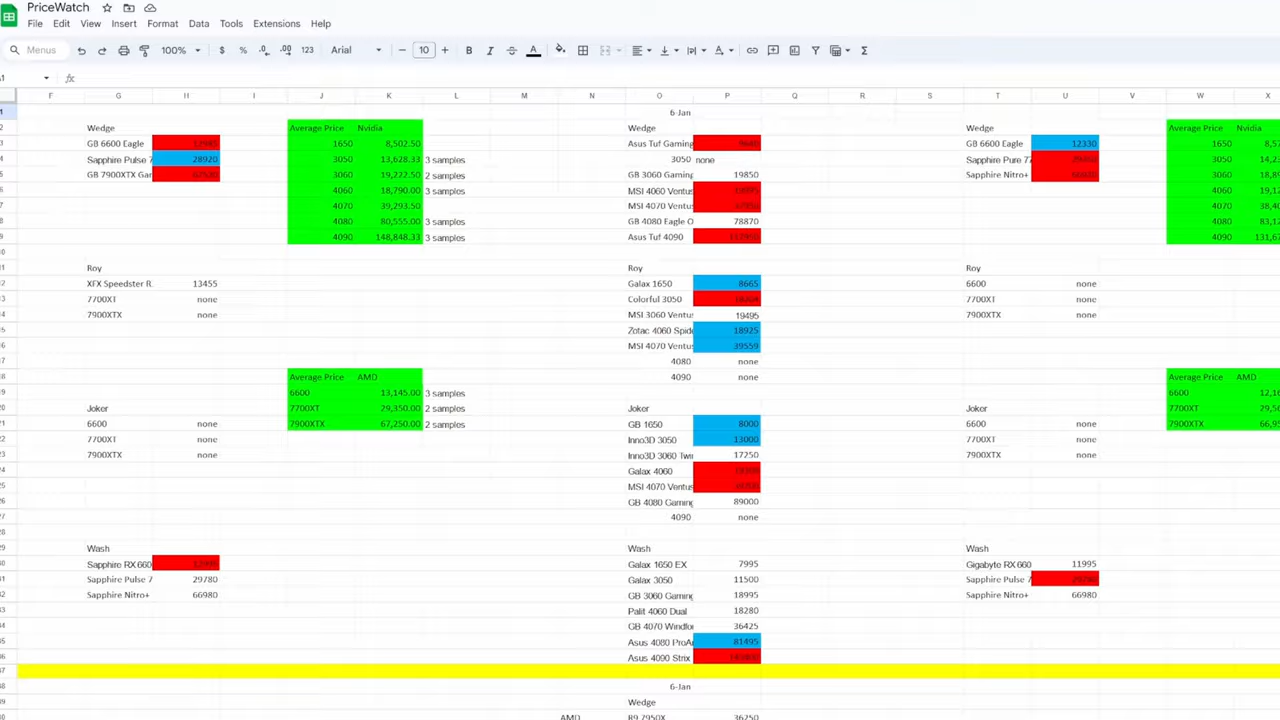 PriceWatch
File Edit View Insert Format Data Tools Extensions Help
Menus 100% $ % .0 .00 123 Arial 10 B I A
F G H I J K L M N O P Q R S T U V W X
6-Jan
Wedge Average Price Nvidia Wedge Wedge Average Price Nvidia
GB 6600 Eagle 1650 8,502.50 Asus Tuf Gaming GB 6600 Eagle 12330 1650
Sapphire Pulse 7 28920 3050 13,628.33 3 samples 3050 none Sapphire Pure 77 3050
GB 7900XTX Gar 3060 19,222.50 2 samples GB 3060 Gaming 19850 Sapphire Nitro+ 3060
4060 18,790.00 3 samples MSI 4060 Ventus 4060
4070 39,293.50 MSI 4070 Ventus 4070
4080 80,555.00 3 samples GB 4080 Eagle O 78870 4080
4090 148,848.33 3 samples Asus Tuf 4090 4090
Roy Roy Roy
XFX Speedster R. 13455 Galax 1650 8665 6600 none
7700XT none Colorful 3050 7700XT none
7900XTX none MSI 3060 Ventus 19495 7900XTX none
Zotac 4060 Spide 18925
MSI 4070 Ventus 39559
4080 none
Average Price AMD 4090 none Average Price AMD
6600 13,145.00 3 samples 6600
Joker 7700XT 29,350.00 2 samples Joker Joker 7700XT
6600 none 7900XTX 67,250.00 2 samples GB 1650 8000 6600 none 7900XTX
7700XT none Inno3D 3050 13000 7700XT none
7900XTX none Inno3D 3060 Twin 17250 7900XTX none
Galax 4060
MSI 4070 Ventus
GB 4080 Gaming 89000
4090 none
Wash Wash Wash
Sapphire RX 660 Galax 1650 EX 7995 Gigabyte RX 660 11995
Sapphire Pulse 7 29780 Galax 3050 11500 Sapphire Pulse 7
Sapphire Nitro+ 66980 GB 3060 Gaming 18995 Sapphire Nitro+ 66980
Palit 4060 Dual 18280
GB 4070 Windfor 36425
Asus 4080 ProA 81495
Asus 4090 Strix
6-Jan
Wedge
AMD R9 7950X 36250